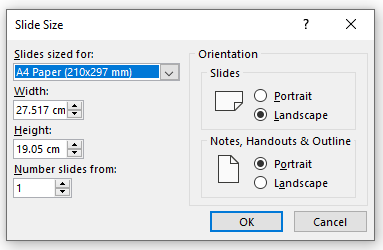 Slide Size
?
Slides sized for:
A4 Paper (210x297 mm)
Width:
27.517 cm
Height:
19.05 cm
Number slides from:
1
Orientation
Slides
Portrait
Landscape
Notes, Handouts & Outline
Portrait
Landscape
OK
Cancel